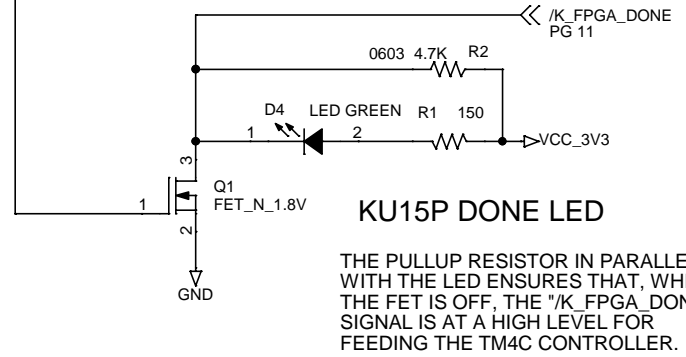 /K_FPGA_DONE
PG 11
0603 4.7K R2
D4 LED GREEN R1 150
1 2
VCC_3V3
3
Q1
1 FET_N_1.8V
2
GND
KU15P DONE LED
THE PULLUP RESISTOR IN PARALLE
WITH THE LED ENSURES THAT, WH
THE FET IS OFF, THE "/K_FPGA_DON
SIGNAL IS AT A HIGH LEVEL FOR
FEEDING THE TM4C CONTROLLER.